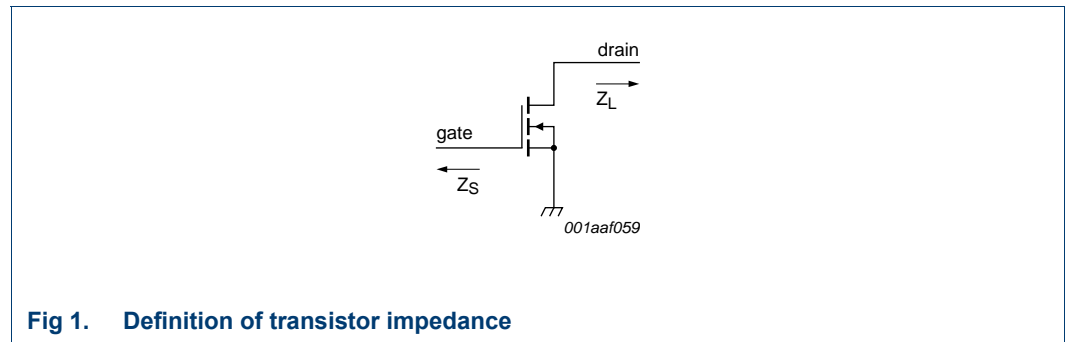 drain
Z_L
gate
Z_S
001aaf059
Fig 1. Definition of transistor impedance